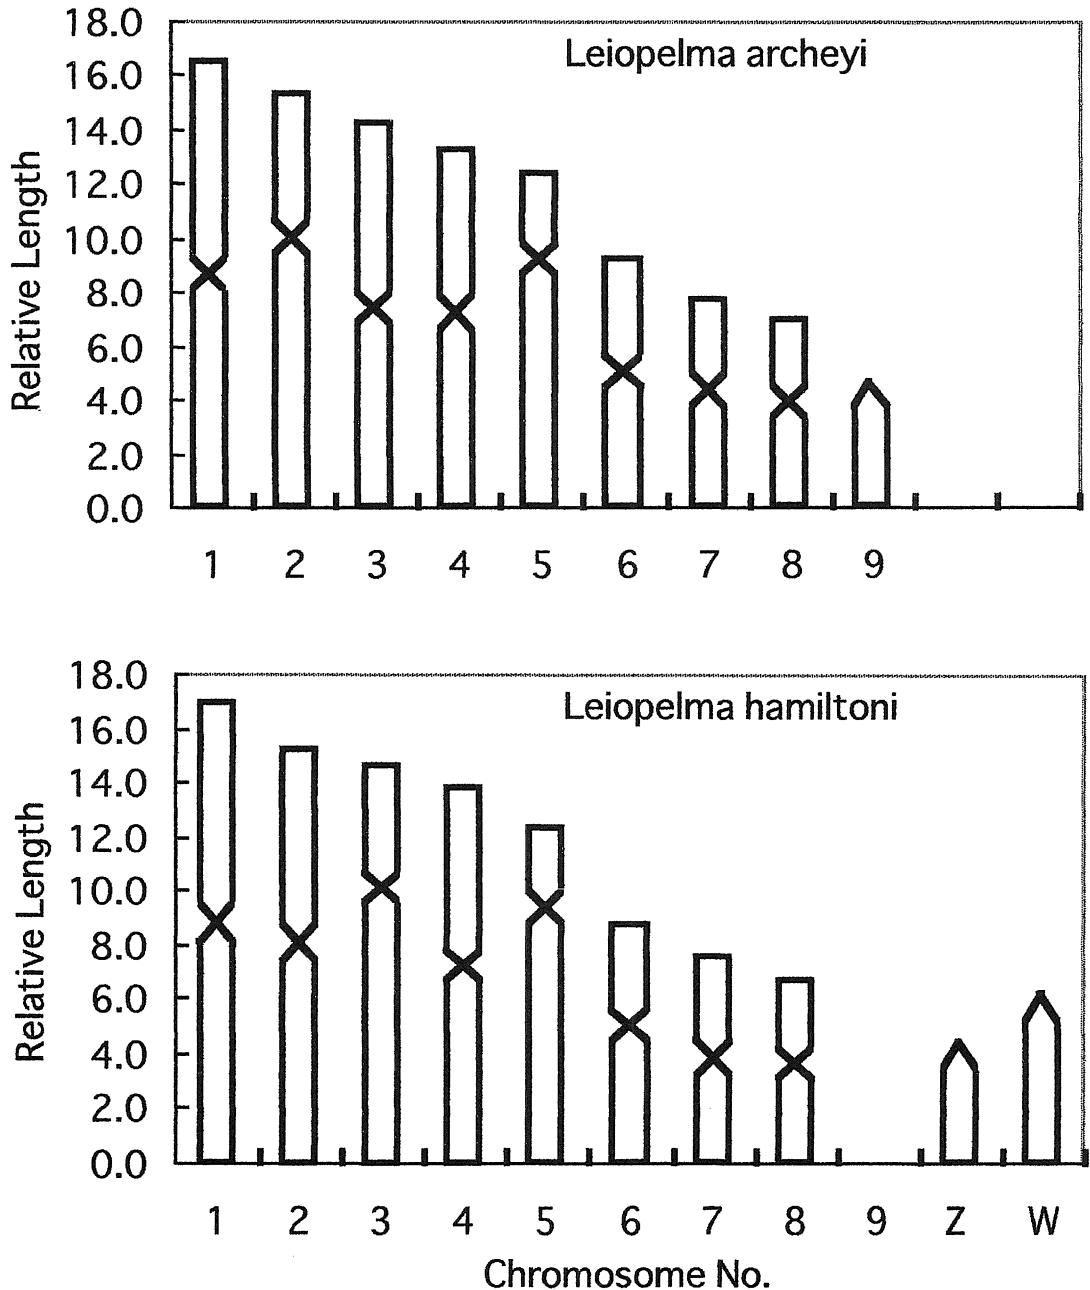 Leiopelma archeyi
Relative Length
18.0
16.0
14.0
12.0
10.0
8.0
6.0
4.0
2.0
0.0
1 2 3 4 5 6 7 8 9
Leiopelma hamiltoni
Relative Length
18.0
16.0
14.0
12.0
10.0
8.0
6.0
4.0
2.0
0.0
1 2 3 4 5 6 7 8 9 Z W
Chromosome No.